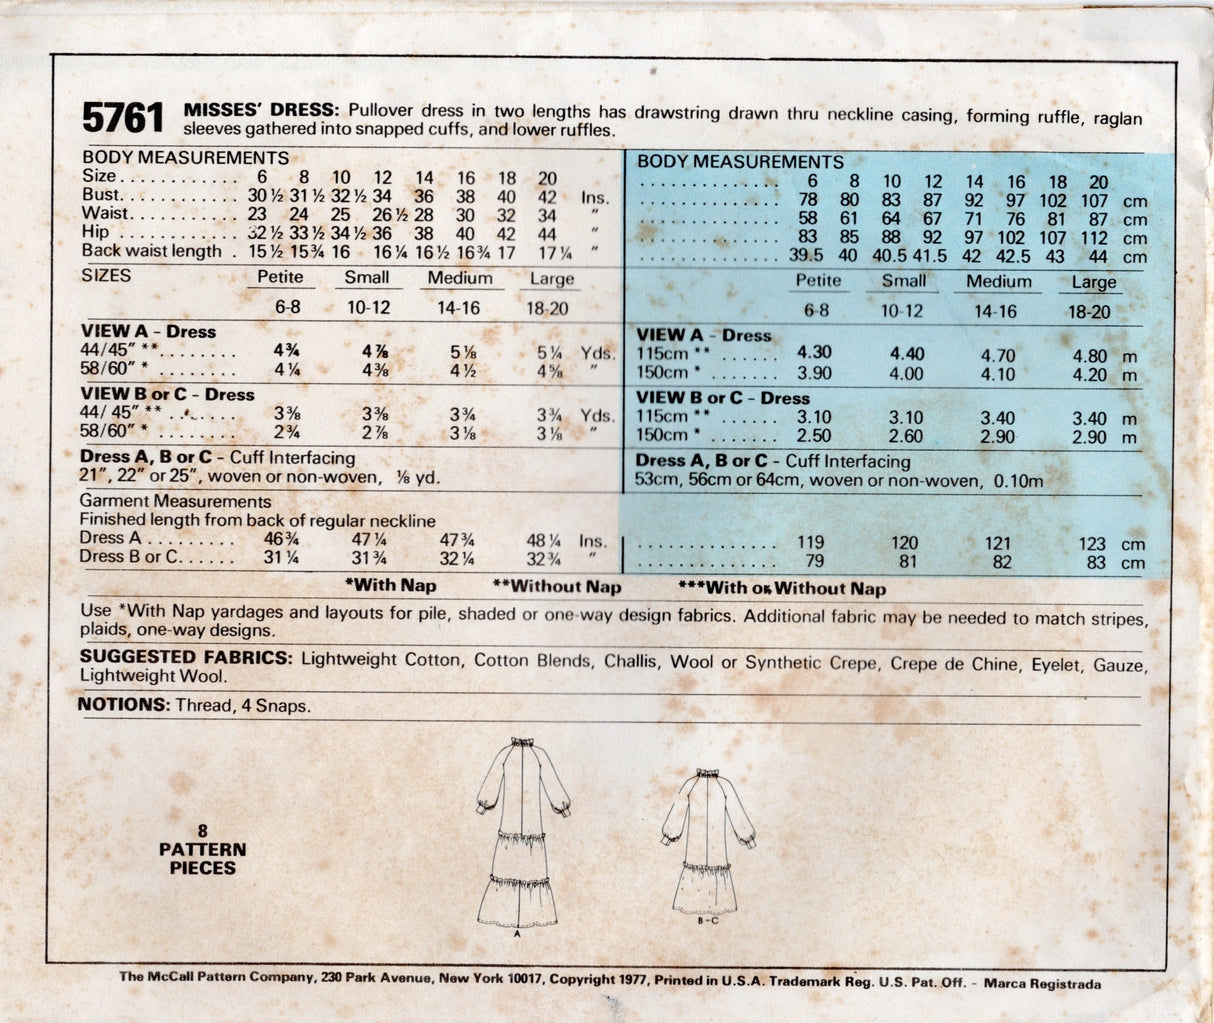 5761 MISSES' DRESS: Pullover dress in two lengths has drawstring drawn thru neckline casing, forming ruffle, raglan
sleeves gathered into snapped cuffs, and lower ruffles.
BODY MEASUREMENTS
Size . . . . . . . . . . . . 6 8 10 12 14 16 18 20
Bust. . . . . . . . . . . . 30½ 31½ 32½ 34 36 38 40 42 Ins.
Waist. . . . . . . . . . . 23 24 25 26½ 28 30 32 34 "
Hip . . . . . . . . . . . . 32½ 33½ 34½ 36 38 40 42 44 "
Back waist length . 15½ 15¾ 16 16¼ 16½ 16¾ 17 17¼ "
BODY MEASUREMENTS
. . . . . . . . . . . . . . 6 8 10 12 14 16 18 20
. . . . . . . . . . . . . . 78 80 83 87 92 97 102 107 cm
58 61 64 67 71 76 81 87 cm
. . . . . . . . . . . . . . 83 85 88 92 97 102 107 112 cm
. . . . . . . . . . . . . . 39.5 40 40.5 41.5 42 42.5 43 44 cm
SIZES Petite Small Medium Large
6-8 10-12 14-16 18-20
Petite Small Medium Large
6-8 10-12 14-16 18-20
VIEW A - Dress
44/45" ** . . . . . . . . 4¾ 4⅞ 5⅛ 5¼ Yds.
58/60" * . . . . . . . . 4¼ 4⅜ 4½ 4⅝ "
VIEW A - Dress
115cm ** . . . . . . 4.30 4.40 4.70 4.80 m
150cm * . . . . . . . 3.90 4.00 4.10 4.20 m
VIEW B or C - Dress
44/ 45" ** . . . . . . 3⅜ 3⅜ 3¾ 3¾ Yds.
58/60" * . . . . . . . . 2¾ 2⅞ 3⅛ 3⅛ "
VIEW B or C - Dress
115cm ** . . . . . . 3.10 3.10 3.40 3.40 m
150cm * . . . . . . . 2.50 2.60 2.90 2.90 m
Dress A, B or C - Cuff Interfacing
21", 22" or 25", woven or non-woven, ⅛ yd.
Dress A, B or C - Cuff Interfacing
53cm, 56cm or 64cm, woven or non-woven, 0.10m
Garment Measurements
Finished length from back of regular neckline
Dress A . . . . . . . . . 46¾ 47¼ 47¾ 48¼ Ins.
Dress B or C. . . . . . 31¼ 31¾ 32¼ 32¾ "
. . . . . . . . . . . . . . 119 120 121 123 cm
. . . . . . . . . . . . . . 79 81 82 83 cm
*With Nap **Without Nap ***With or Without Nap
Use *With Nap yardages and layouts for pile, shaded or one-way design fabrics. Additional fabric may be needed to match stripes,
plaids, one-way designs.
SUGGESTED FABRICS: Lightweight Cotton, Cotton Blends, Challis, Wool or Synthetic Crepe, Crepe de Chine, Eyelet, Gauze,
Lightweight Wool.
NOTIONS: Thread, 4 Snaps.
8
PATTERN
PIECES
A
B-C
The McCall Pattern Company, 230 Park Avenue, New York 10017, Copyright 1977, Printed in U.S.A. Trademark Reg. U.S. Pat. Off. - Marca Registrada